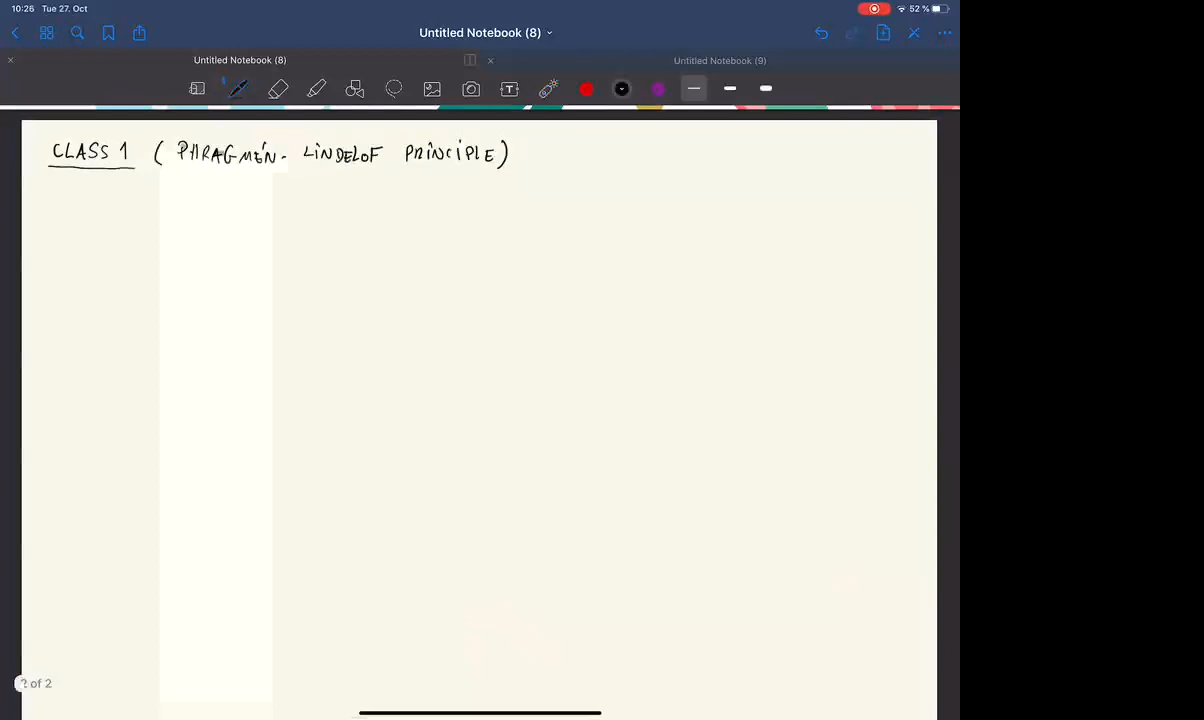 10:26 Tue 27. Oct 52 %
Untitled Notebook (8)
Untitled Notebook (8) Untitled Notebook (9)
T
CLASS 1 ( PHRAGMÉN- LINDELOF PRINCIPLE )
2 of 2